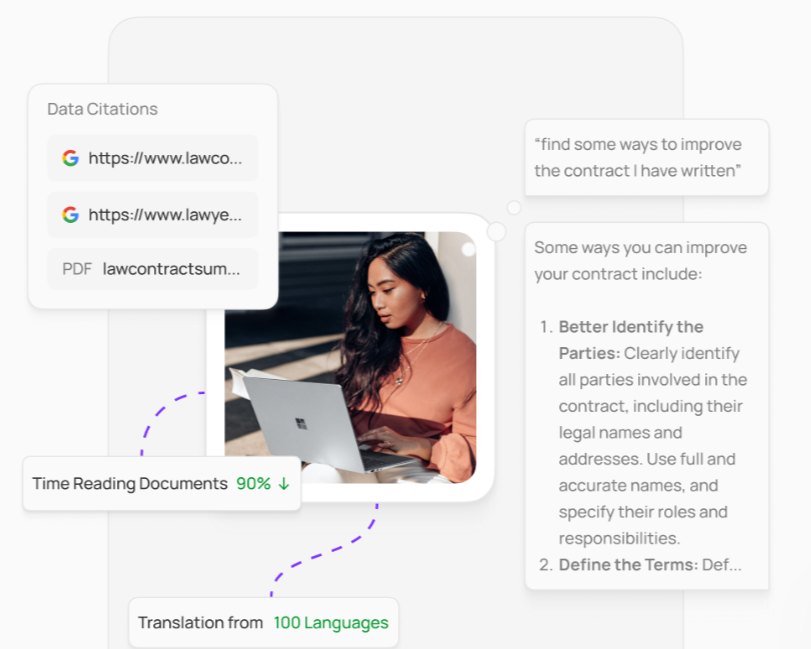 Data Citations
https://www.lawco...
https://www.lawye...
PDF lawcontractsum...
“find some ways to improve
the contract I have written”
Some ways you can improve
your contract include:
1. Better Identify the
Parties: Clearly identify
all parties involved in the
contract, including their
legal names and
addresses. Use full and
accurate names, and
specify their roles and
responsibilities.
2. Define the Terms: Def...
Time Reading Documents 90% ↓
Translation from 100 Languages